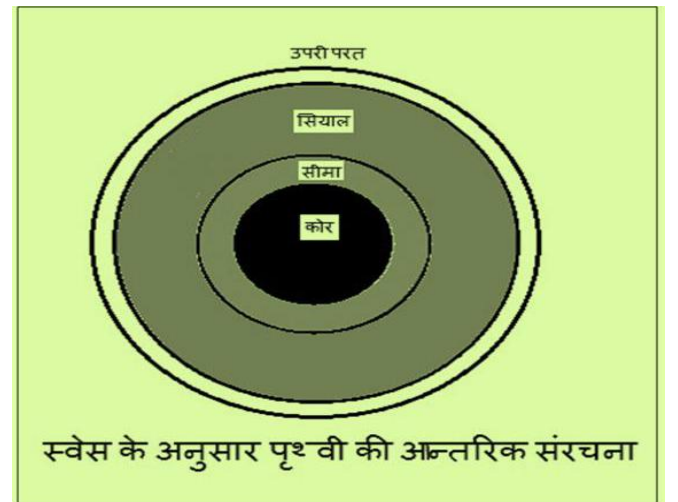 उपरी परत
सियाल
सीमा
कोर
स्वेस के अनुसार पृथ्वी की आन्तरिक संरचना